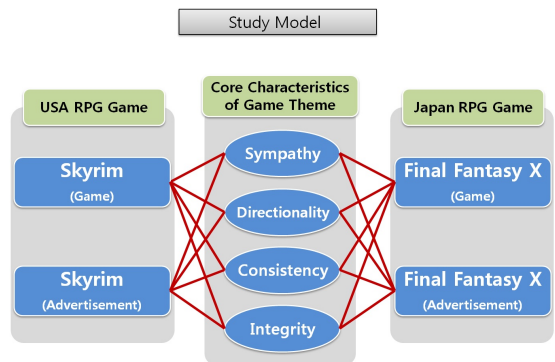 Study Model
USA RPG Game
Core Characteristics
of Game Theme
Japan RPG Game
Skyrim
(Game)
Skyrim
(Advertisement)
Sympathy
Directionality
Consistency
Integrity
Final Fantasy X
(Game)
Final Fantasy X
(Advertisement)